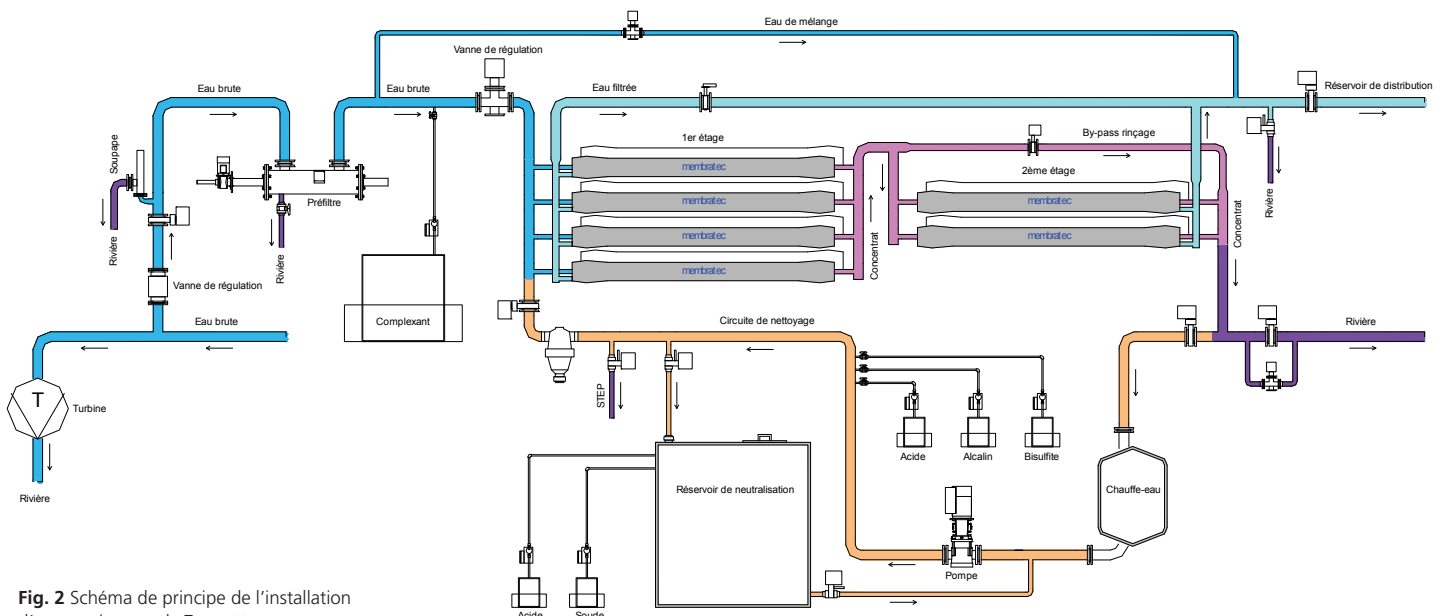 Eau de mélange
Vanne de régulation
Eau brute
Eau brute
Eau filtrée
Réservoir de distribution
Soupape
1er étage
By-pass rinçage
membratec
2ème étage
Préfiltre
membratec
membratec
Rivière
Concentrat
Rivière
Rivière
membratec
Concentrat
membratec
membratec
Vanne de régulation
Eau brute
Complexant
Circuite de nettoyage
Rivière
T
Turbine
STEP
Acide
Alcalin
Bisulfite
Rivière
Réservoir de neutralisation
Chauffe-eau
Pompe
Fig. 2 Schéma de principe de l'installation
Acide
Soude